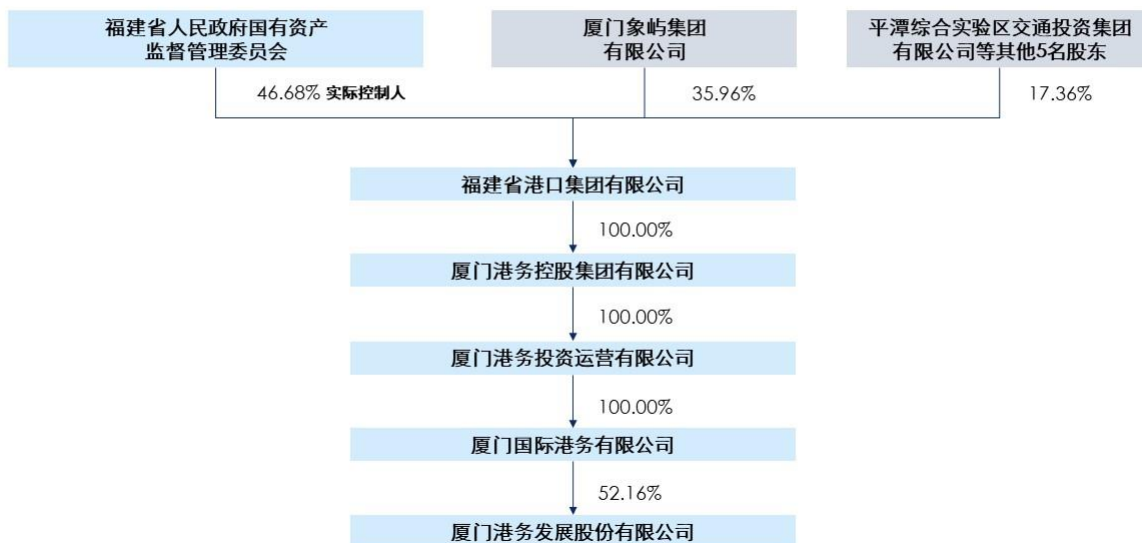 福建省人民政府国有资产
监督管理委员会
厦门象屿集团
有限公司
平潭综合实验区交通投资集团
有限公司等其他5名股东
46.68% 实际控制人
35.96%
17.36%
福建省港口集团有限公司
100.00%
厦门港务控股集团有限公司
100.00%
厦门港务投资运营有限公司
100.00%
厦门国际港务有限公司
52.16%
厦门港务发展股份有限公司